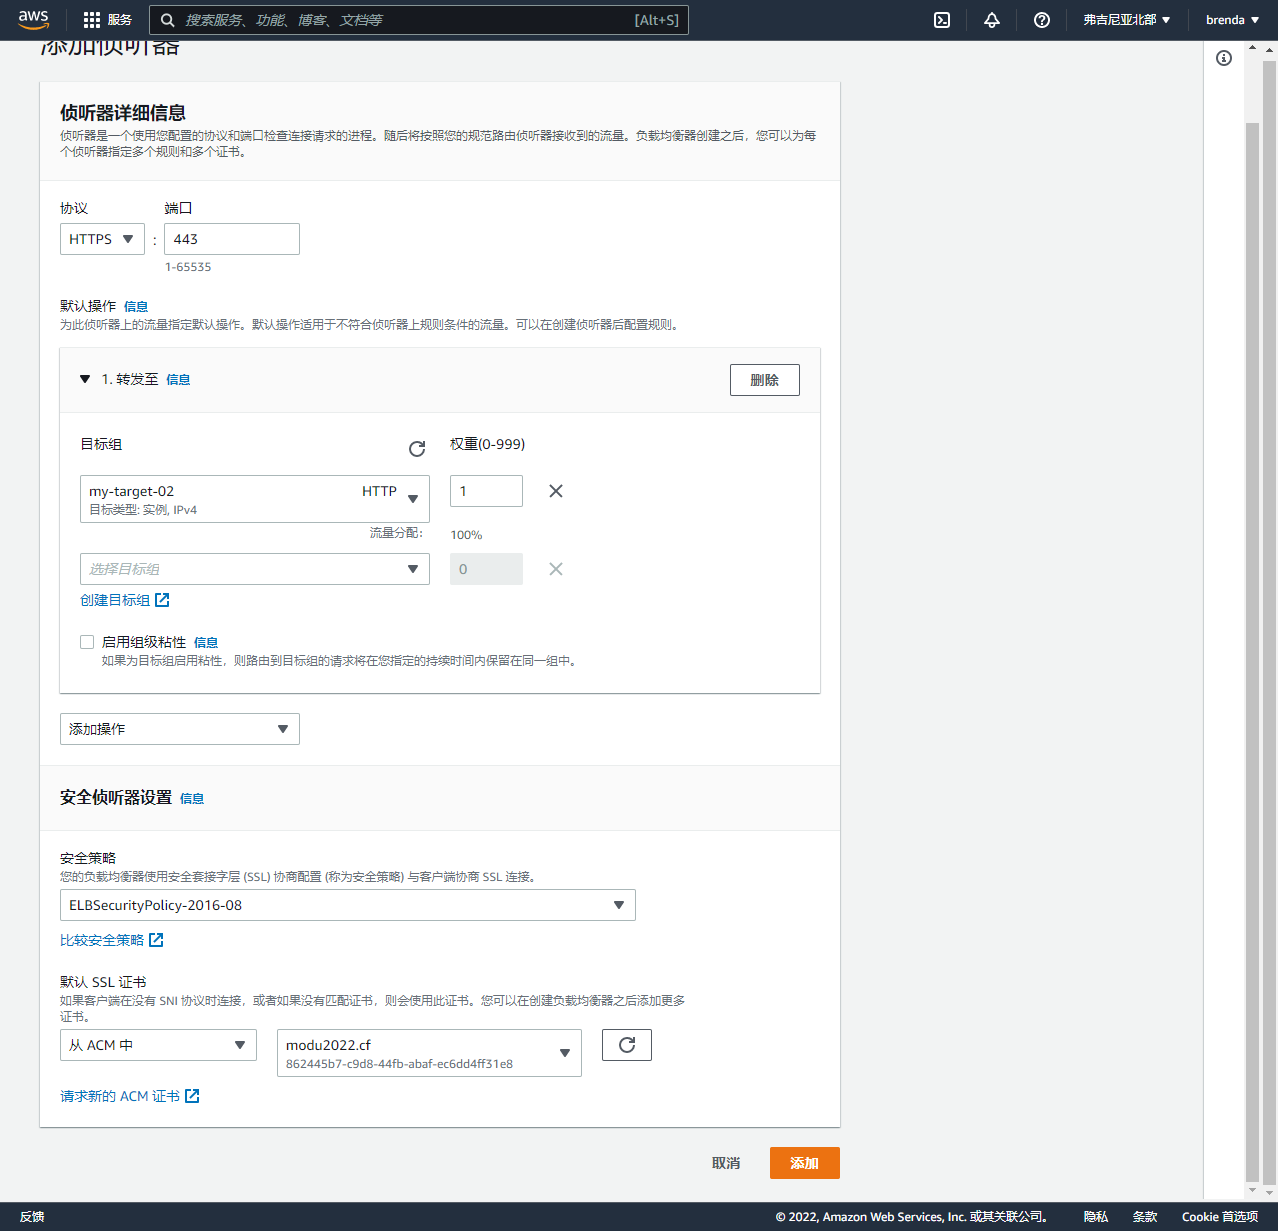 aws
服务
搜索服务、功能、博客、文档等
[Alt+S]
弗吉尼亚北部
brenda
添加侦听器
侦听器详细信息
侦听器是一个使用您配置的协议和端口检查连接请求的进程。随后将按照您的规范路由侦听器接收到的流量。负载均衡器创建之后，您可以为每
个侦听器指定多个规则和多个证书。
协议
端口
HTTPS
:
443
1-65535
默认操作 信息
为此侦听器上的流量指定默认操作。默认操作适用于不符合侦听器上规则条件的流量。可以在创建侦听器后配置规则。
1. 转发至 信息
删除
目标组
权重(0-999)
my-target-02
HTTP
目标类型: 实例, IPv4
1
流量分配:
100%
选择目标组
0
创建目标组
启用组级粘性 信息
如果为目标组启用粘性，则路由到目标组的请求将在您指定的持续时间内保留在同一组中。
添加操作
安全侦听器设置 信息
安全策略
您的负载均衡器使用安全套接字层 (SSL) 协商配置 (称为安全策略) 与客户端协商 SSL 连接。
ELBSecurityPolicy-2016-08
比较安全策略
默认 SSL 证书
如果客户端在没有 SNI 协议时连接，或者如果没有匹配证书，则会使用此证书。您可以在创建负载均衡器之后添加更多
证书。
从 ACM 中
modu2022.cf
862445b7-c9d8-44fb-abaf-ec6dd4ff31e8
请求新的 ACM 证书
取消
添加
反馈
© 2022, Amazon Web Services, Inc. 或其关联公司。
隐私
条款
Cookie 首选项